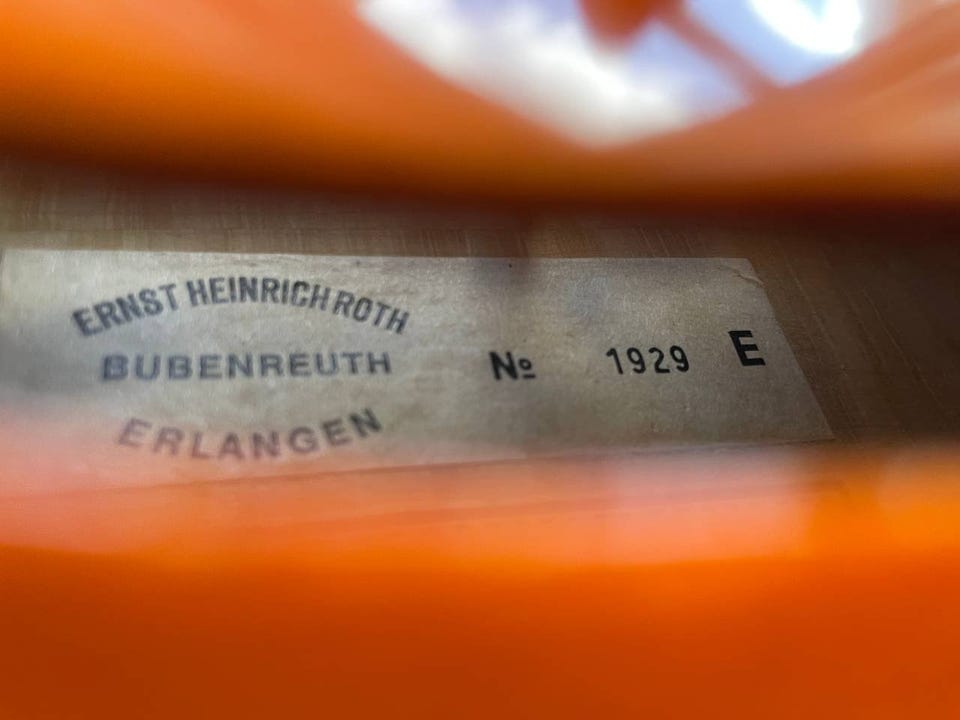 ERNST HEINRICH ROTH
BUBENREUTH
ERLANGEN
№ 1929 E